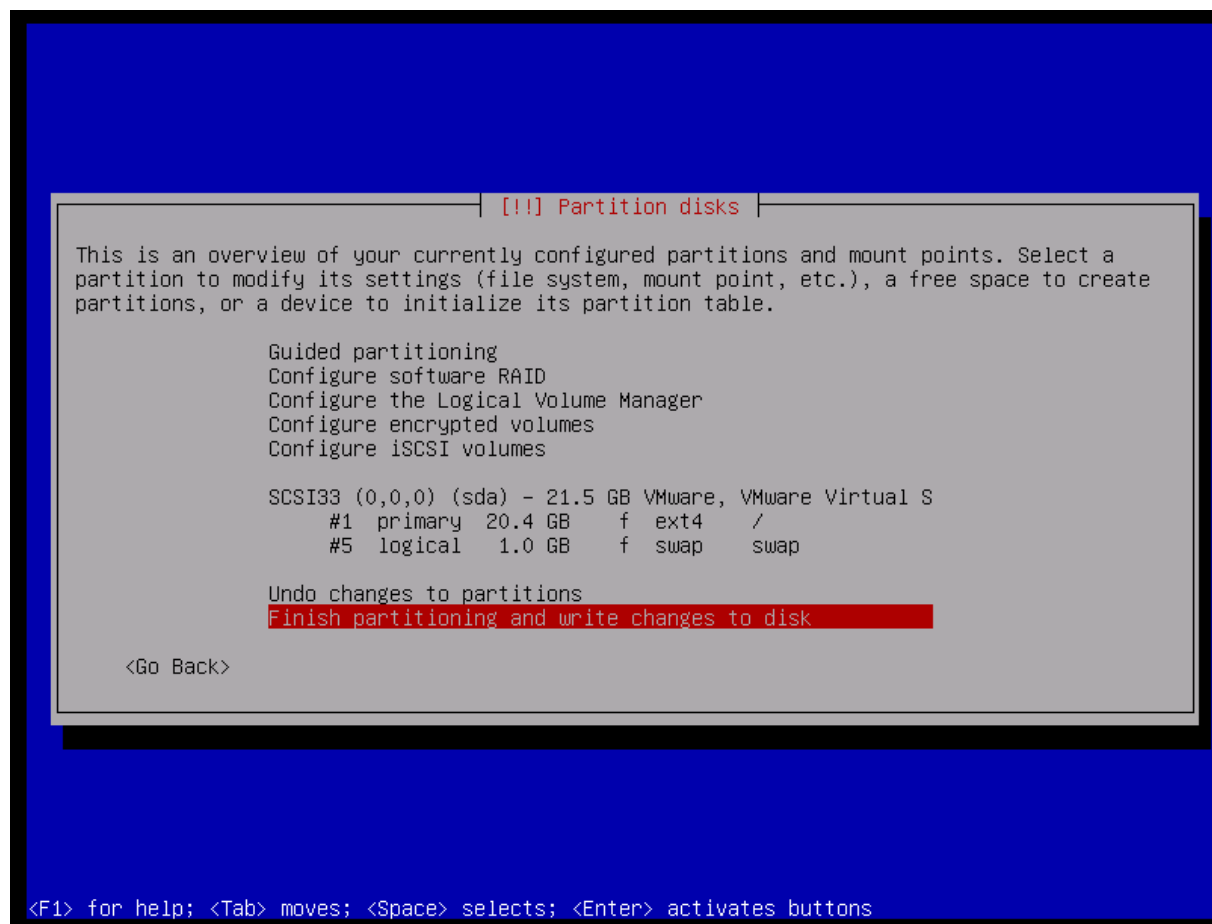 [!!] Partition disks
This is an overview of your currently configured partitions and mount points. Select a
partition to modify its settings (file system, mount point, etc.), a free space to create
partitions, or a device to initialize its partition table.
Guided partitioning
Configure software RAID
Configure the Logical Volume Manager
Configure encrypted volumes
Configure iSCSI volumes
SCSI33 (0,0,0) (sda) – 21.5 GB VMware, VMware Virtual S
#1 primary 20.4 GB f ext4 /
#5 logical 1.0 GB f swap swap
Undo changes to partitions
Finish partitioning and write changes to disk
<Go Back>
<F1> for help; <Tab> moves; <Space> selects; <Enter> activates buttons